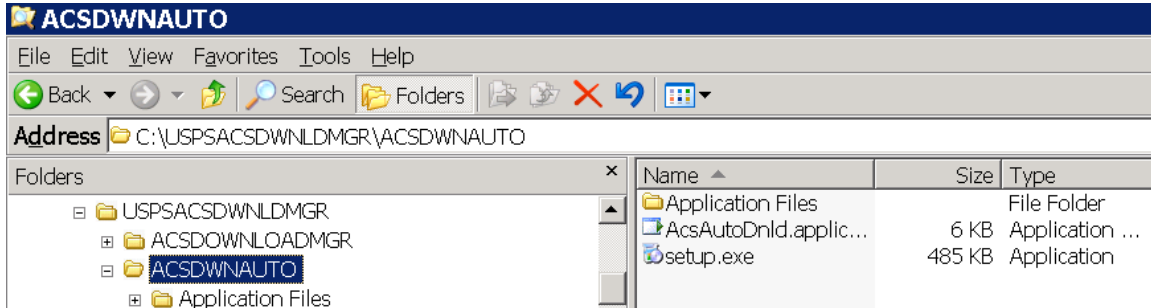 ACSDWNAUTO
File Edit View Favorites Tools Help
Back Search Folders
Address C:\USPSACSDWNLDMGR\ACSDWNAUTO
Folders x Name Size Type
USPSACSDWNLDMGR Application Files File Folder
ACSDOWNLOADMGR AcsAutoDnld.applic... 6 KB Application ...
ACSDWNAUTO setup.exe 485 KB Application
Application Files